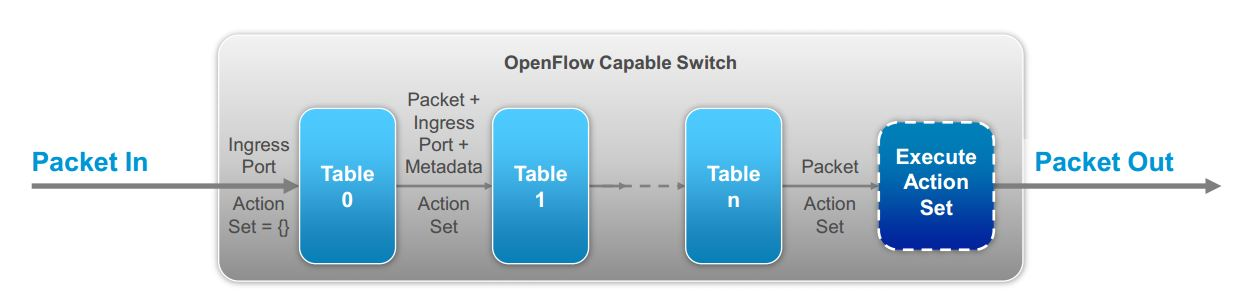 OpenFlow Capable Switch
Packet In
Ingress
Port
Action
Set = {}
Table
0
Packet +
Ingress
Port +
Metadata
Action
Set
Table
1
Table
n
Packet
Action
Set
Execute
Action
Set
Packet Out